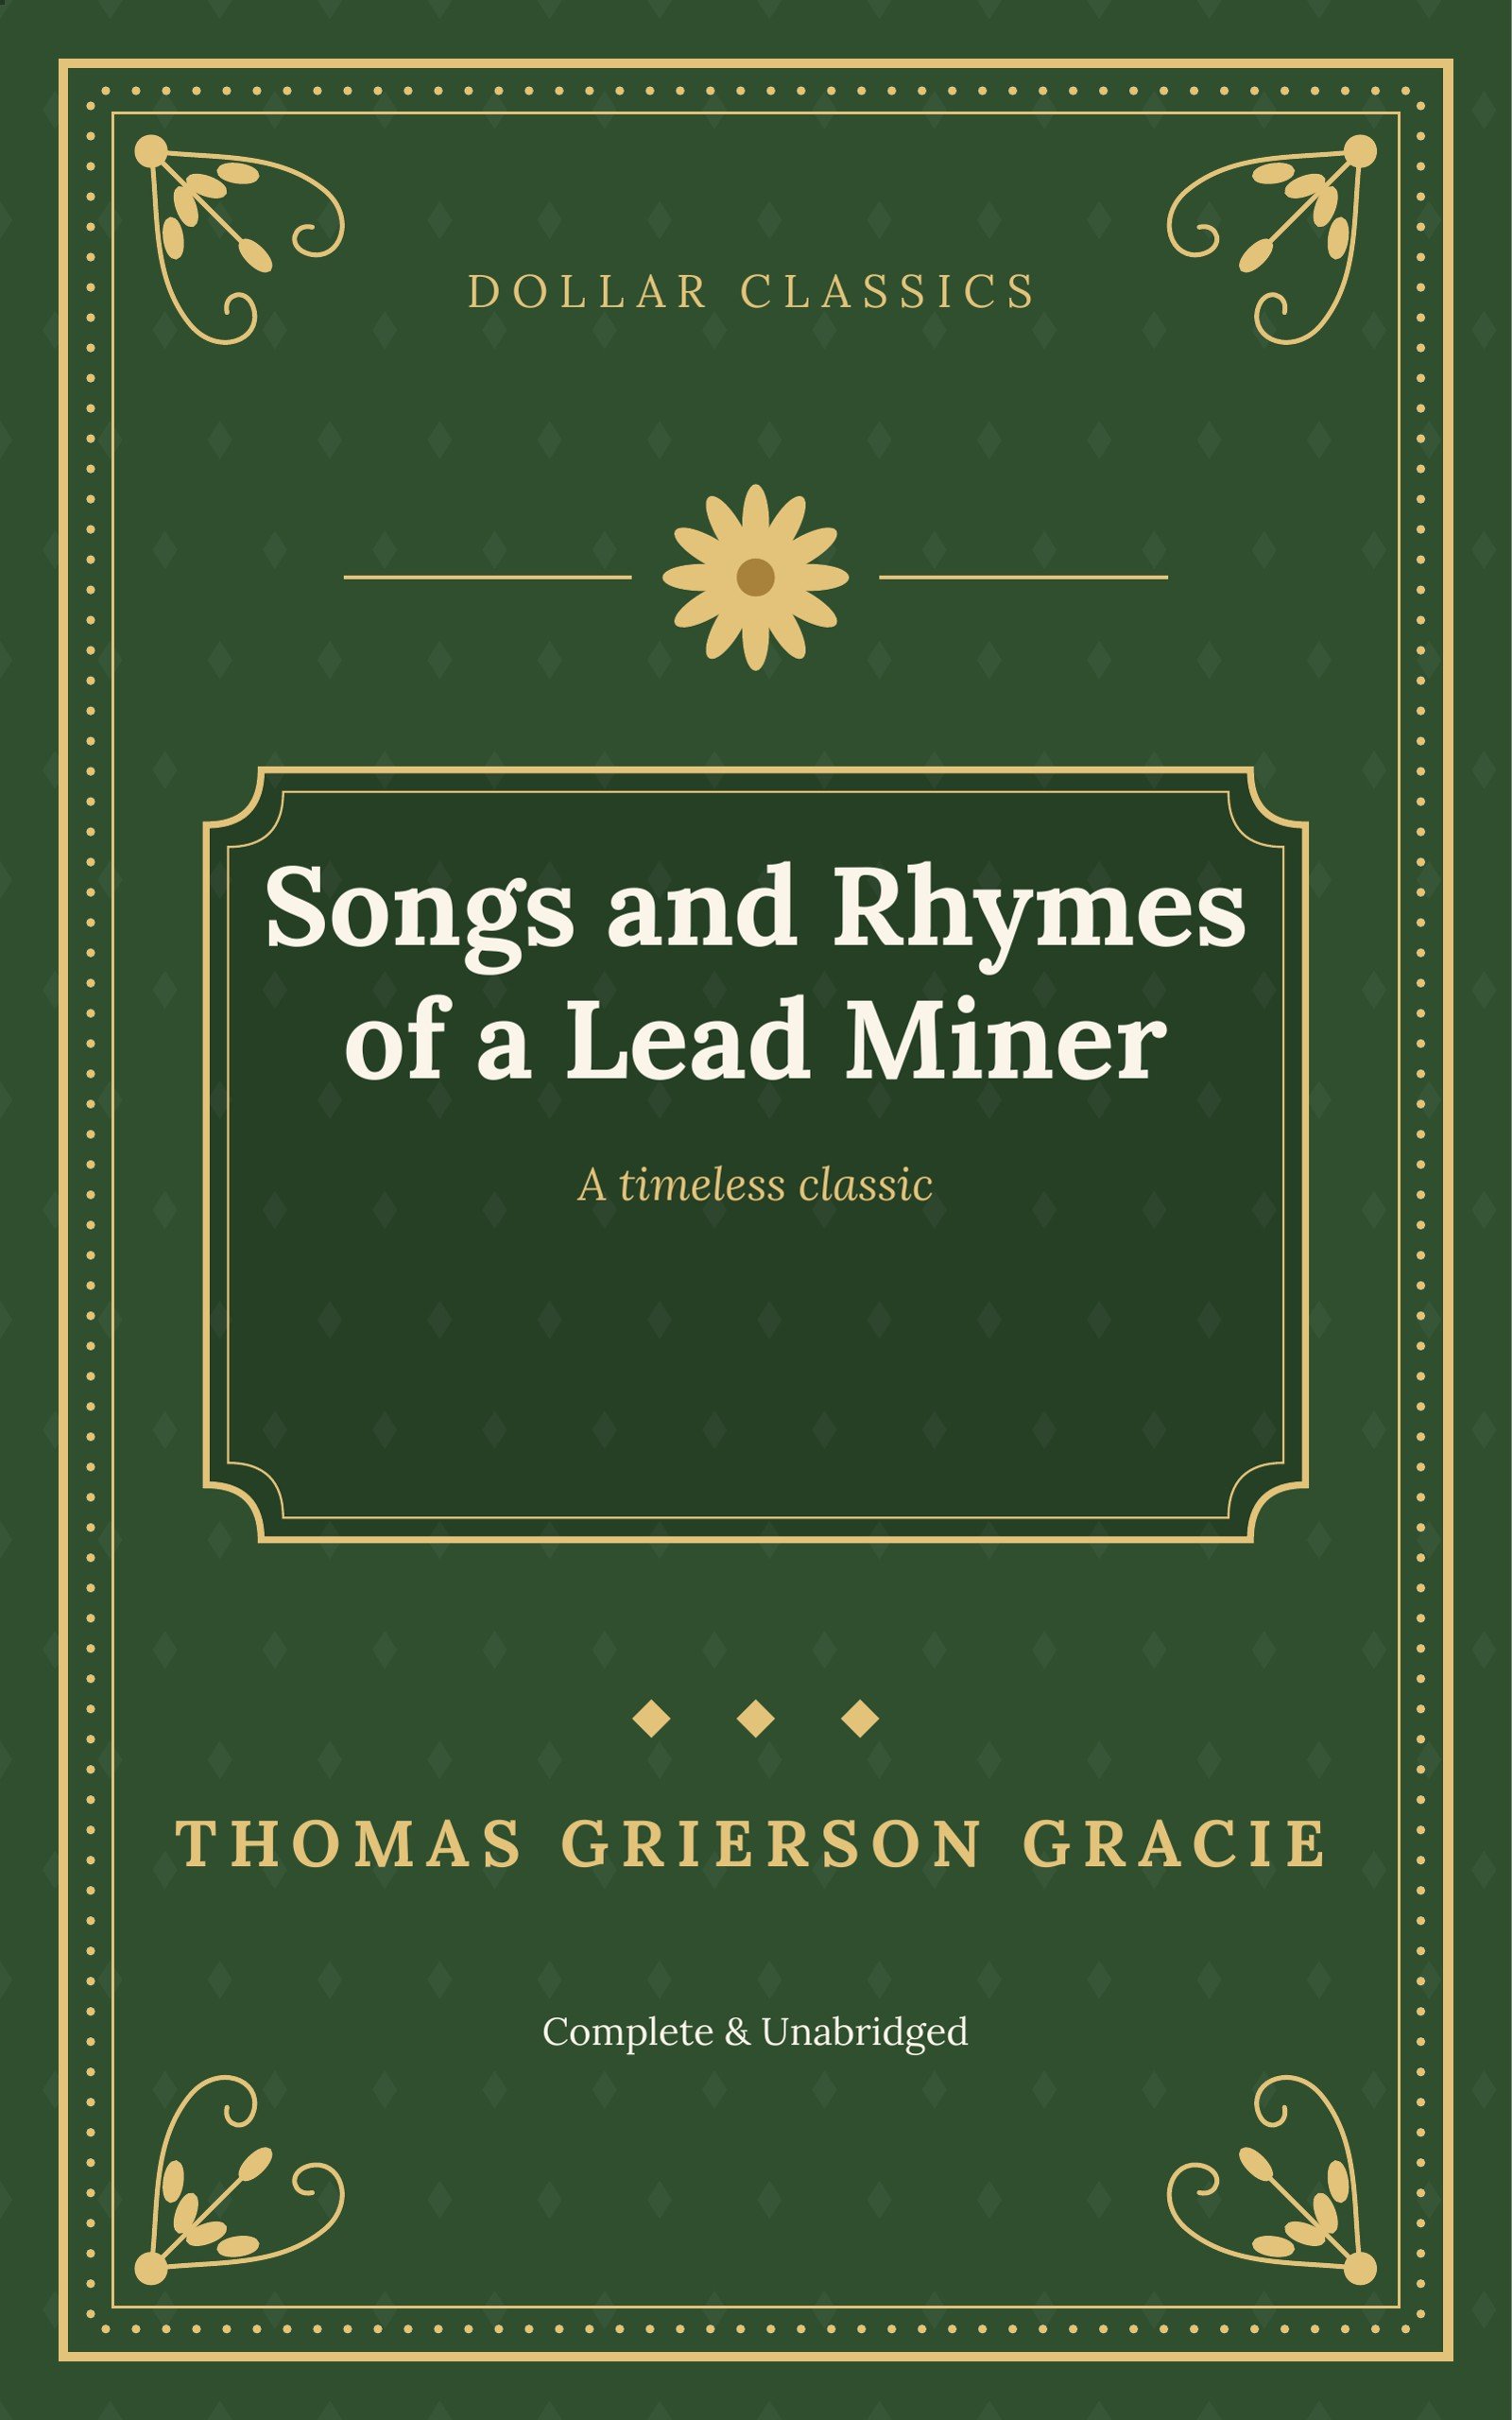 DOLLAR CLASSICS
Songs and Rhymes
of a Lead Miner
A timeless classic
THOMAS GRIERSON GRACIE
Complete & Unabridged